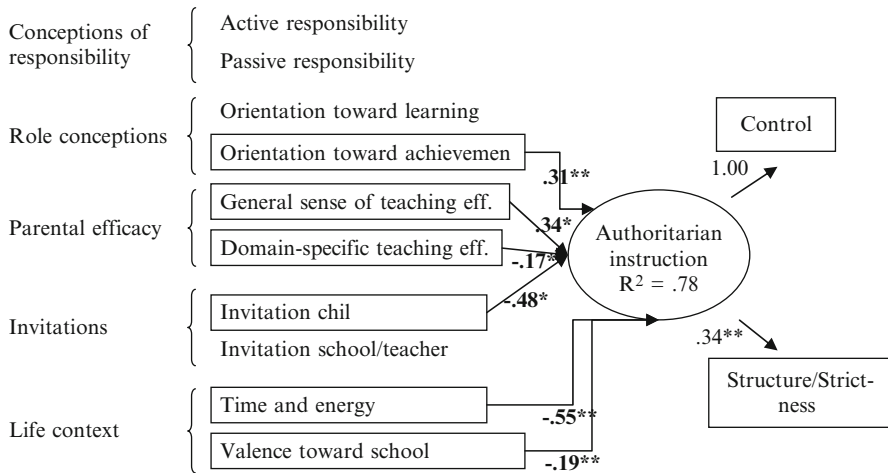 Conceptions of
responsibility
Active responsibility
Passive responsibility
Role conceptions
Orientation toward learning
Orientation toward achievemen
Parental efficacy
General sense of teaching eff.
Domain-specific teaching eff.
Invitations
Invitation chil
Invitation school/teacher
Life context
Time and energy
Valence toward school
.31**
.34*
-.17*
-.48*
-.55**
-.19**
Authoritarian
instruction
R² = .78
1.00
Control
.34**
Structure/Strict-
ness